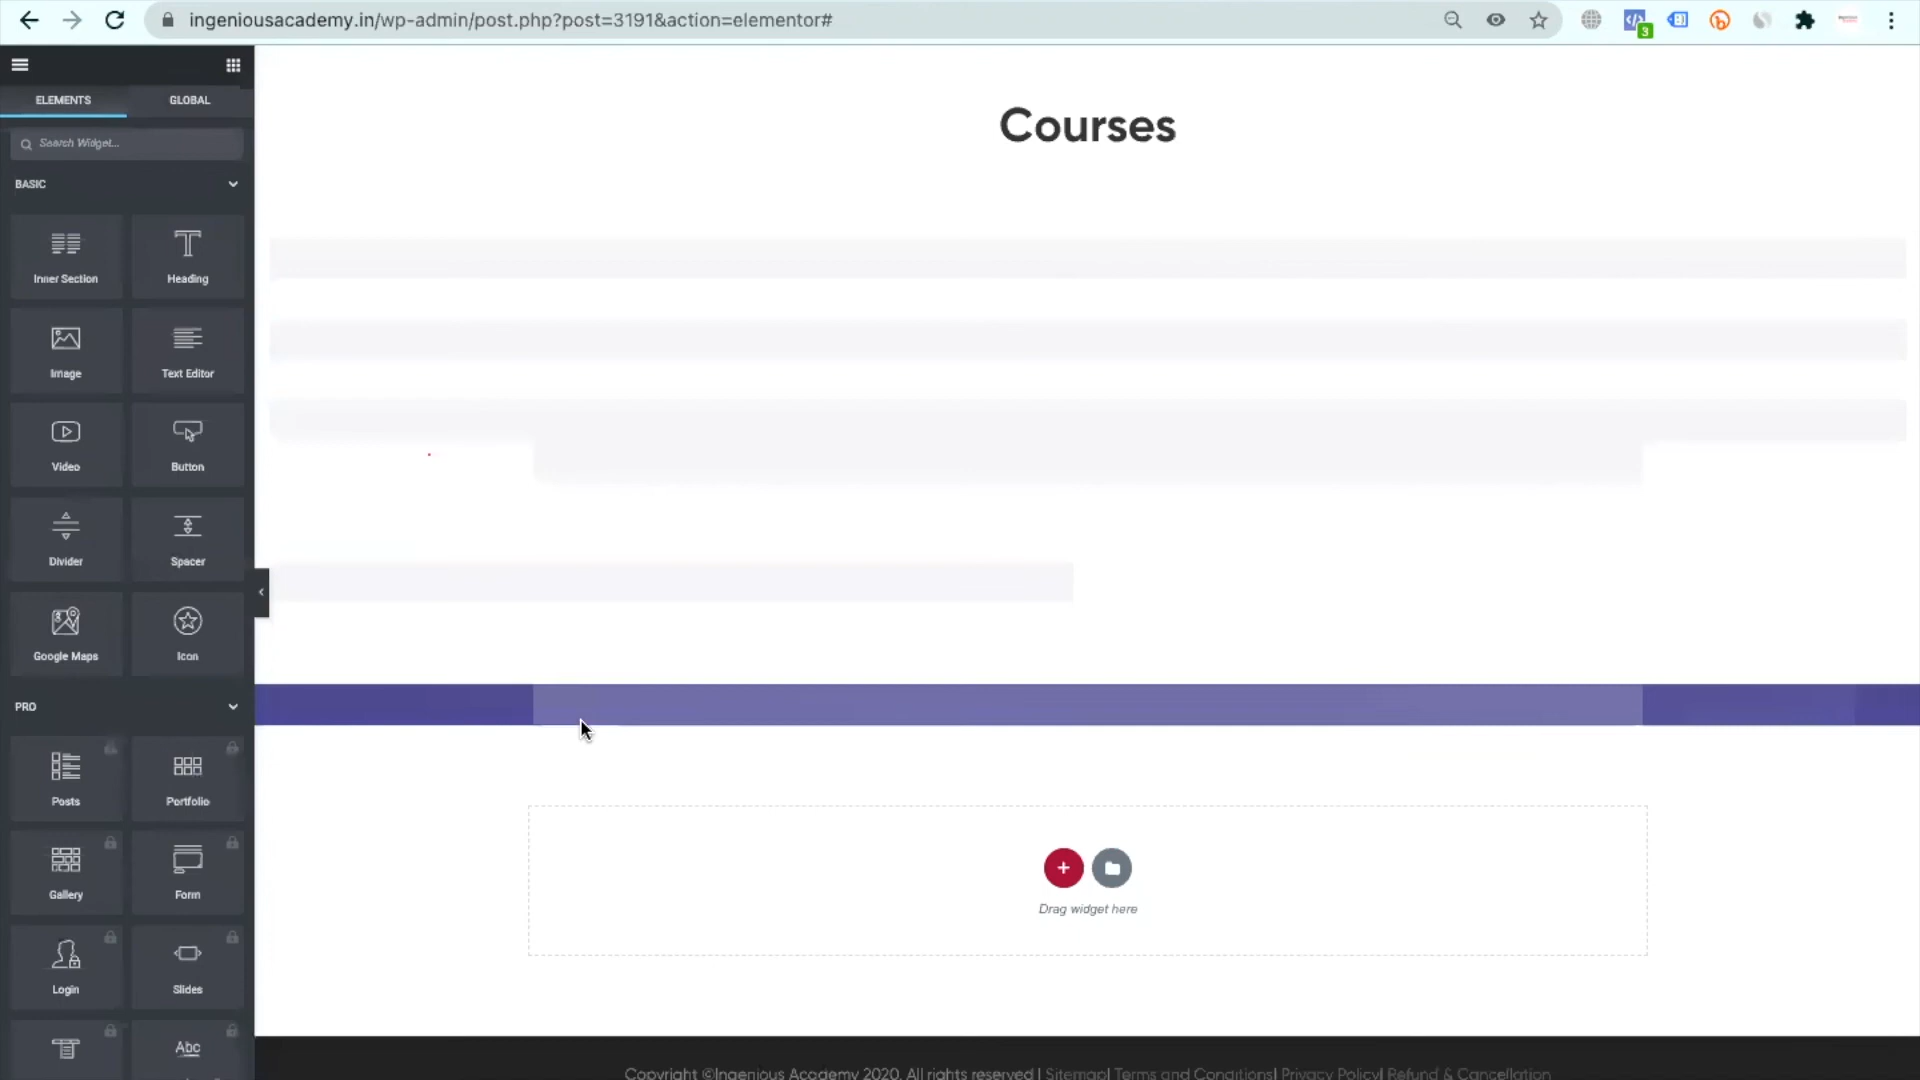 ingeniousacademy.in/wp-admin/post.php?post=3191&action=elementor#
3
ELEMENTS GLOBAL
Search Widget...
BASIC
Inner Section Heading
Image Text Editor
Video Button
Divider Spacer
Google Maps Icon
PRO
Posts Portfolio
Gallery Form
Login Slides
Abc
Courses
+
Drag widget here
Copyright ©Ingenious Academy 2020. All rights reserved | Sitemap| Terms and Conditions| Privacy Policy| Refund & Cancellation